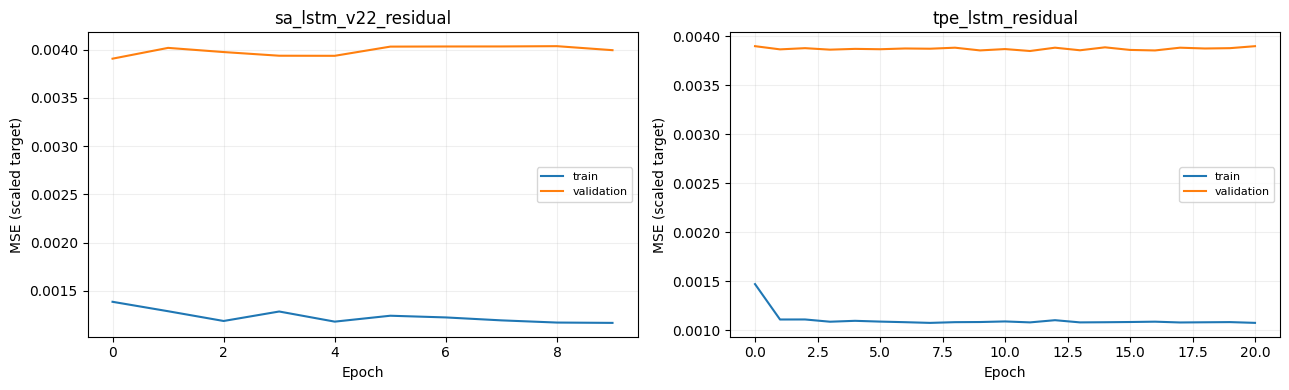 sa_lstm_v22_residual
MSE (scaled target)
0.0040
0.0035
0.0030
0.0025
0.0020
0.0015
train
validation
0 2 4 6 8
Epoch
tpe_lstm_residual
MSE (scaled target)
0.0040
0.0035
0.0030
0.0025
0.0020
0.0015
0.0010
train
validation
0.0 2.5 5.0 7.5 10.0 12.5 15.0 17.5 20.0
Epoch